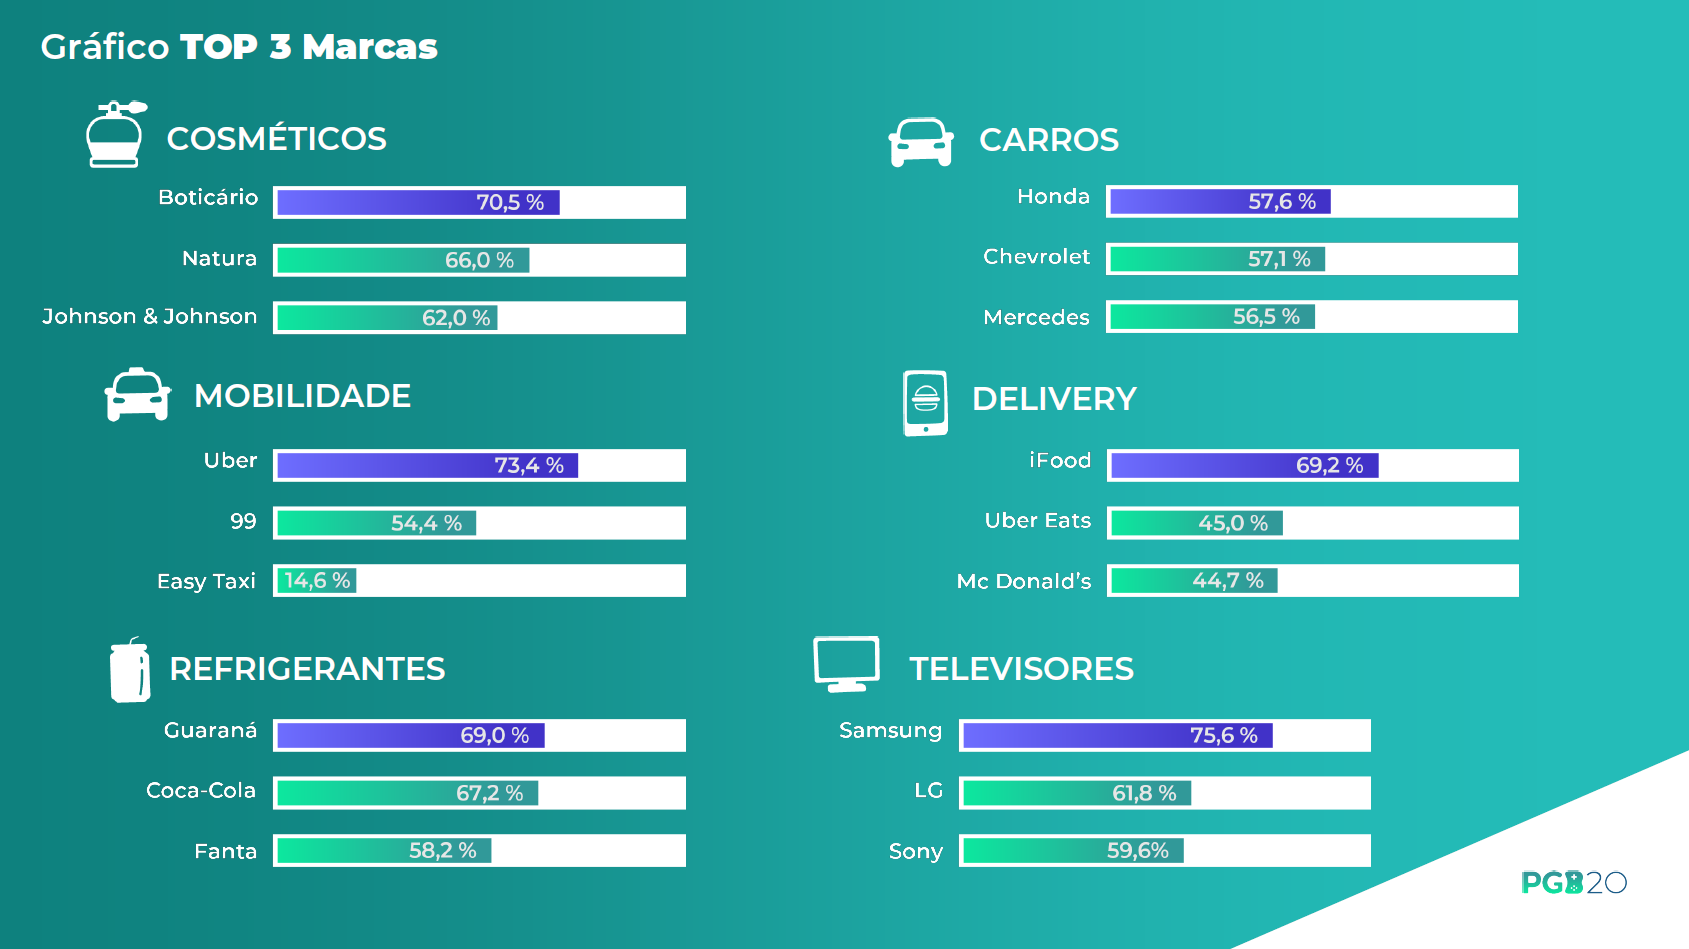 Gráfico TOP 3 Marcas
COSMÉTICOS
Boticário 70,5 %
Natura 66,0 %
Johnson & Johnson 62,0 %
CARROS
Honda 57,6 %
Chevrolet 57,1 %
Mercedes 56,5 %
MOBILIDADE
Uber 73,4 %
99 54,4 %
Easy Taxi 14,6 %
DELIVERY
iFood 69,2 %
Uber Eats 45,0 %
Mc Donald's 44,7 %
REFRIGERANTES
Guaraná 69,0 %
Coca-Cola 67,2 %
Fanta 58,2 %
TELEVISORES
Samsung 75,6 %
LG 61,8 %
Sony 59,6%
PGB20